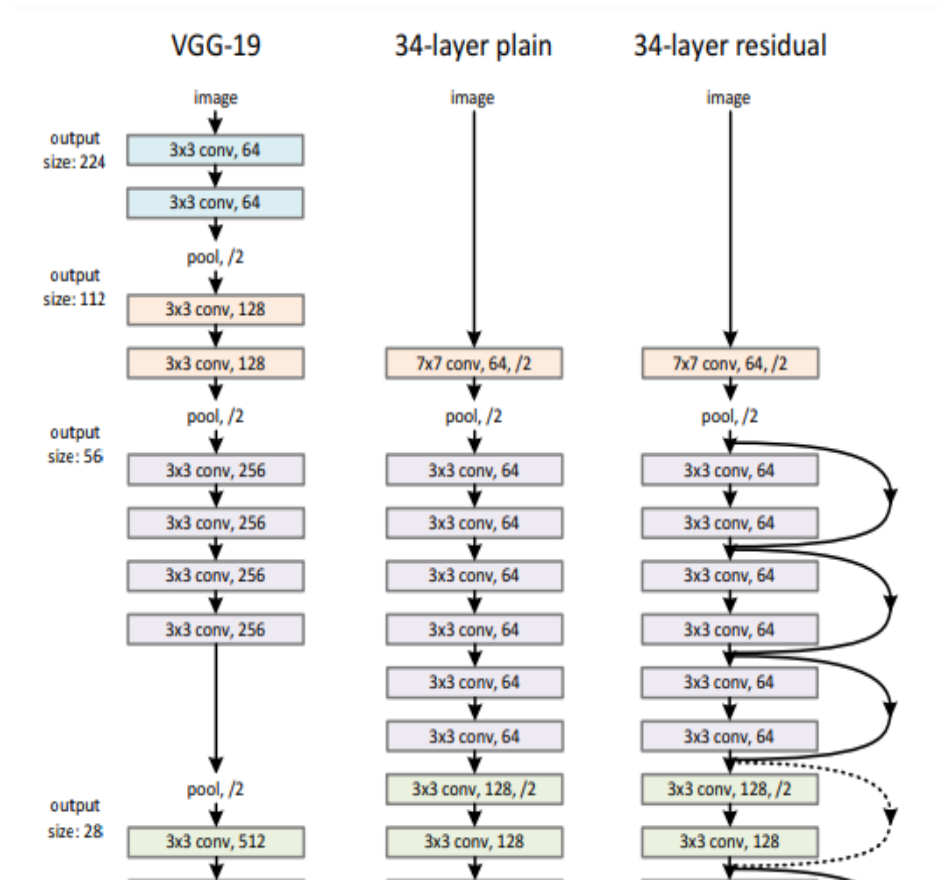 VGG-19
34-layer plain
34-layer residual
image
image
image
output
size: 224
3x3 conv, 64
3x3 conv, 64
pool, /2
output
size: 112
3x3 conv, 128
3x3 conv, 128
7x7 conv, 64, /2
7x7 conv, 64, /2
pool, /2
pool, /2
pool, /2
output
size: 56
3x3 conv, 256
3x3 conv, 64
3x3 conv, 64
3x3 conv, 256
3x3 conv, 64
3x3 conv, 64
3x3 conv, 256
3x3 conv, 64
3x3 conv, 64
3x3 conv, 256
3x3 conv, 64
3x3 conv, 64
3x3 conv, 64
3x3 conv, 64
3x3 conv, 64
3x3 conv, 64
pool, /2
3x3 conv, 128, /2
3x3 conv, 128, /2
output
size: 28
3x3 conv, 512
3x3 conv, 128
3x3 conv, 128